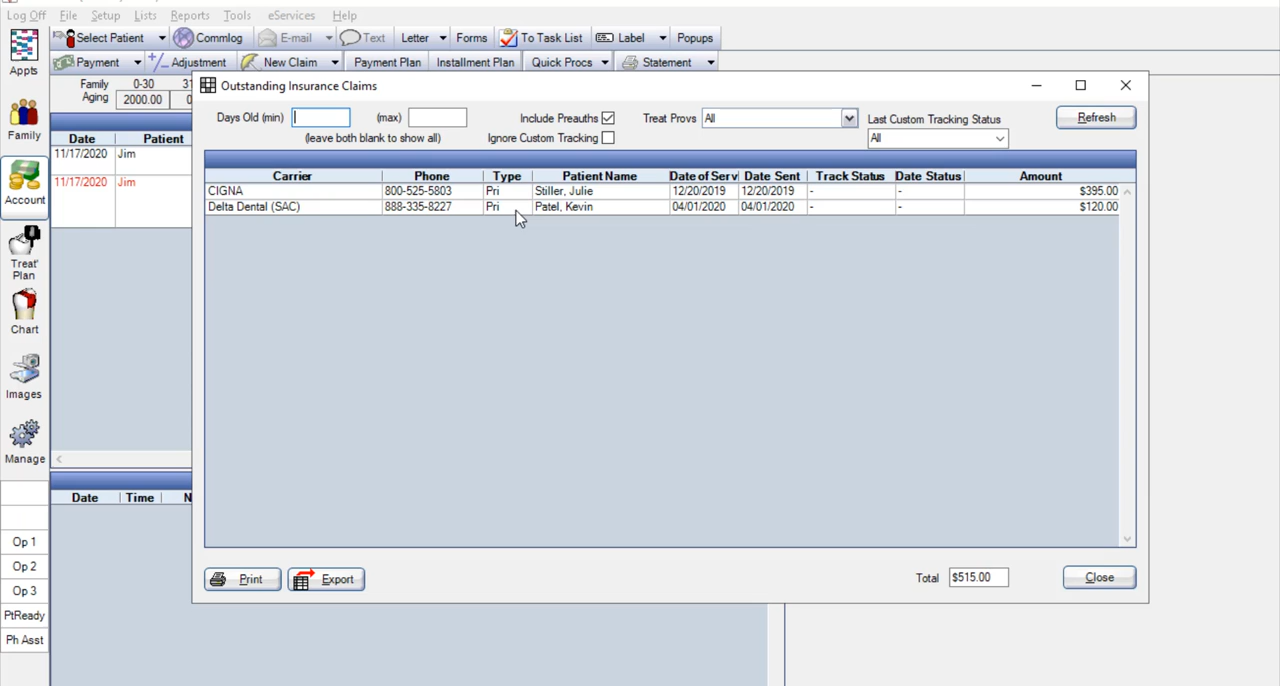 Log Off File Setup Lists Reports Tools eServices Help
Select Patient Commlog E-mail Text Letter Forms To Task List Label Popups
Payment Adjustment New Claim Payment Plan Installment Plan Quick Procs Statement
Appts
Family
Account
Treat'
Plan
Chart
Images
Manage
Op 1
Op 2
Op 3
PtReady
Ph Asst
Family 0-30 31
Aging 2000.00 0
Date Patient
11/17/2020 Jim
11/17/2020 Jim
Date Time N
Outstanding Insurance Claims
Days Old (min) (max) Include Preauths Treat Provs All Last Custom Tracking Status Refresh
(leave both blank to show all) Ignore Custom Tracking All
Carrier Phone Type Patient Name Date of Serv Date Sent Track Status Date Status Amount
CIGNA 800-525-5803 Pri Stiller, Julie 12/20/2019 12/20/2019 - - $395.00
Delta Dental (SAC) 888-335-8227 Pri Patel, Kevin 04/01/2020 04/01/2020 - - $120.00
Print Export Total $515.00 Close